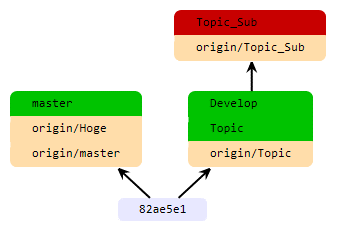 Topic_Sub
origin/Topic_Sub
master
origin/Hoge
origin/master
Develop
Topic
origin/Topic
82ae5e1